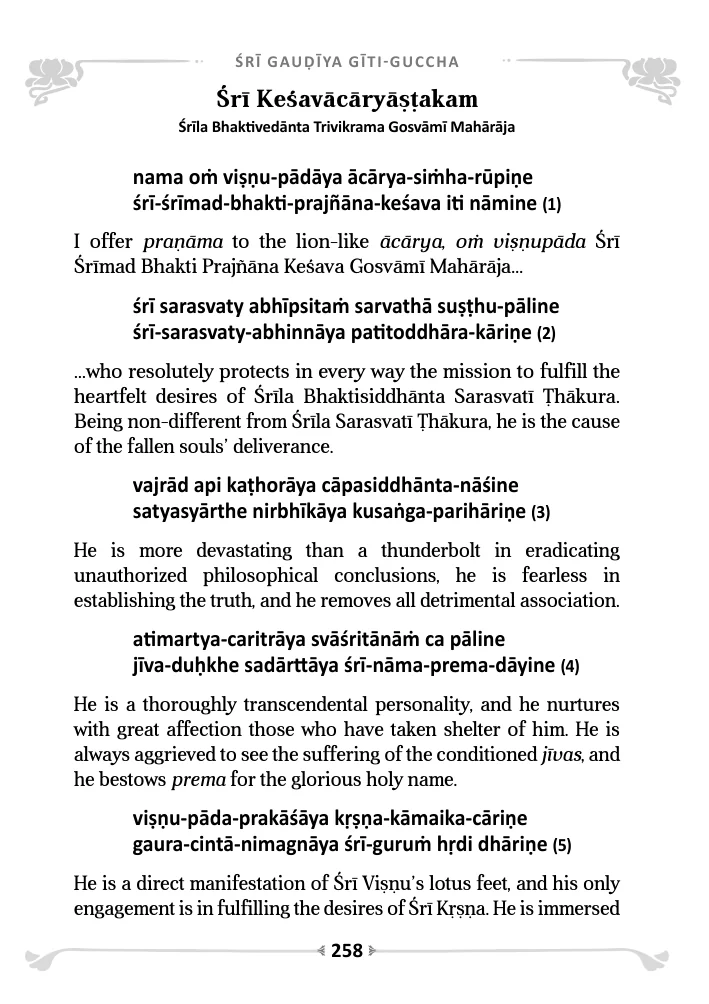 ŚRĪ GAUḌĪYA GĪTI-GUCCHA
Śrī Keśavācāryāṣṭakam
Śrīla Bhaktivedānta Trivikrama Gosvāmī Mahārāja
nama oṁ viṣṇu-pādāya ācārya-siṁha-rūpiṇe
śrī-śrīmad-bhakti-prajñāna-keśava iti nāmine (1)
I offer praṇāma to the lion-like ācārya, oṁ viṣṇupāda Śrī
Śrīmad Bhakti Prajñāna Keśava Gosvāmī Mahārāja...
śrī sarasvaty abhīpsitaṁ sarvathā suṣṭhu-pāline
śrī-sarasvaty-abhinnāya patitoddhāra-kāriṇe (2)
...who resolutely protects in every way the mission to fulfill the
heartfelt desires of Śrīla Bhaktisiddhānta Sarasvatī Ṭhākura.
Being non-different from Śrīla Sarasvatī Ṭhākura, he is the cause
of the fallen souls’ deliverance.
vajrād api kaṭhorāya cāpasiddhānta-nāśine
satyasyārthe nirbhīkāya kusaṅga-parihāriṇe (3)
He is more devastating than a thunderbolt in eradicating
unauthorized philosophical conclusions, he is fearless in
establishing the truth, and he removes all detrimental association.
atimartya-caritrāya svāśritānāṁ ca pāline
jīva-duḥkhe sadārttāya śrī-nāma-prema-dāyine (4)
He is a thoroughly transcendental personality, and he nurtures
with great affection those who have taken shelter of him. He is
always aggrieved to see the suffering of the conditioned jīvas, and
he bestows prema for the glorious holy name.
viṣṇu-pāda-prakāśāya kṛṣṇa-kāmaika-cāriṇe
gaura-cintā-nimagnāya śrī-guruṁ hṛdi dhāriṇe (5)
He is a direct manifestation of Śrī Viṣṇu’s lotus feet, and his only
engagement is in fulfilling the desires of Śrī Kṛṣṇa. He is immersed
258